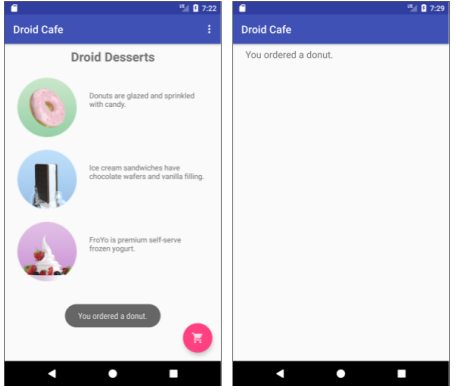 7:22
Droid Cafe
Droid Desserts
Donuts are glazed and sprinkled
with candy.
Ice cream sandwiches have
chocolate wafers and vanilla filling.
FroYo is premium self-serve
frozen yogurt.
You ordered a donut.
7:29
Droid Cafe
You ordered a donut.